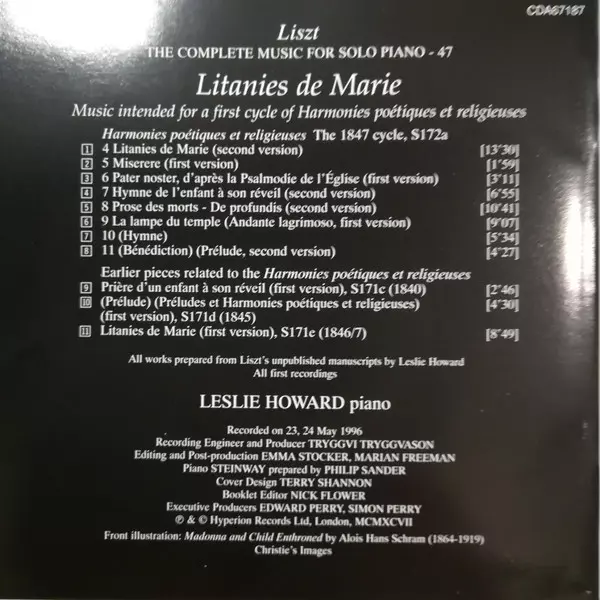 CDA67187
Liszt
THE COMPLETE MUSIC FOR SOLO PIANO - 47
Litanies de Marie
Music intended for a first cycle of Harmonies poétiques et religieuses
Harmonies poétiques et religieuses The 1847 cycle, S172a
1 4 Litanies de Marie (second version) [13'30]
2 5 Miserere (first version) [1'59]
3 6 Pater noster, d'après la Psalmodie de l'Église (first version) [3'11]
4 7 Hymne de l'enfant à son réveil (second version) [6'55]
5 8 Prose des morts - De profundis (second version) [10'41]
6 9 La lampe du temple (Andante lagrimoso, first version) [9'07]
7 10 (Hymne) [5'34]
8 11 (Bénédiction) (Prélude, second version) [4'27]
Earlier pieces related to the Harmonies poétiques et religieuses
9 Prière d'un enfant à son réveil (first version), S171c (1840) [2'46]
10 (Prélude) (Préludes et Harmonies poétiques et religieuses) [4'30]
(first version), S171d (1845)
11 Litanies de Marie (first version), S171e (1846/7) [8'49]
All works prepared from Liszt's unpublished manuscripts by Leslie Howard
All first recordings
LESLIE HOWARD piano
Recorded on 23, 24 May 1996
Recording Engineer and Producer TRYGGVI TRYGGVASON
Editing and Post-production EMMA STOCKER, MARIAN FREEMAN
Piano STEINWAY prepared by PHILIP SANDER
Cover Design TERRY SHANNON
Booklet Editor NICK FLOWER
Executive Producers EDWARD PERRY, SIMON PERRY
℗ & © Hyperion Records Ltd, London, MCMXCVII
Front illustration: Madonna and Child Enthroned by Alois Hans Schram (1864-1919)
Christie's Images